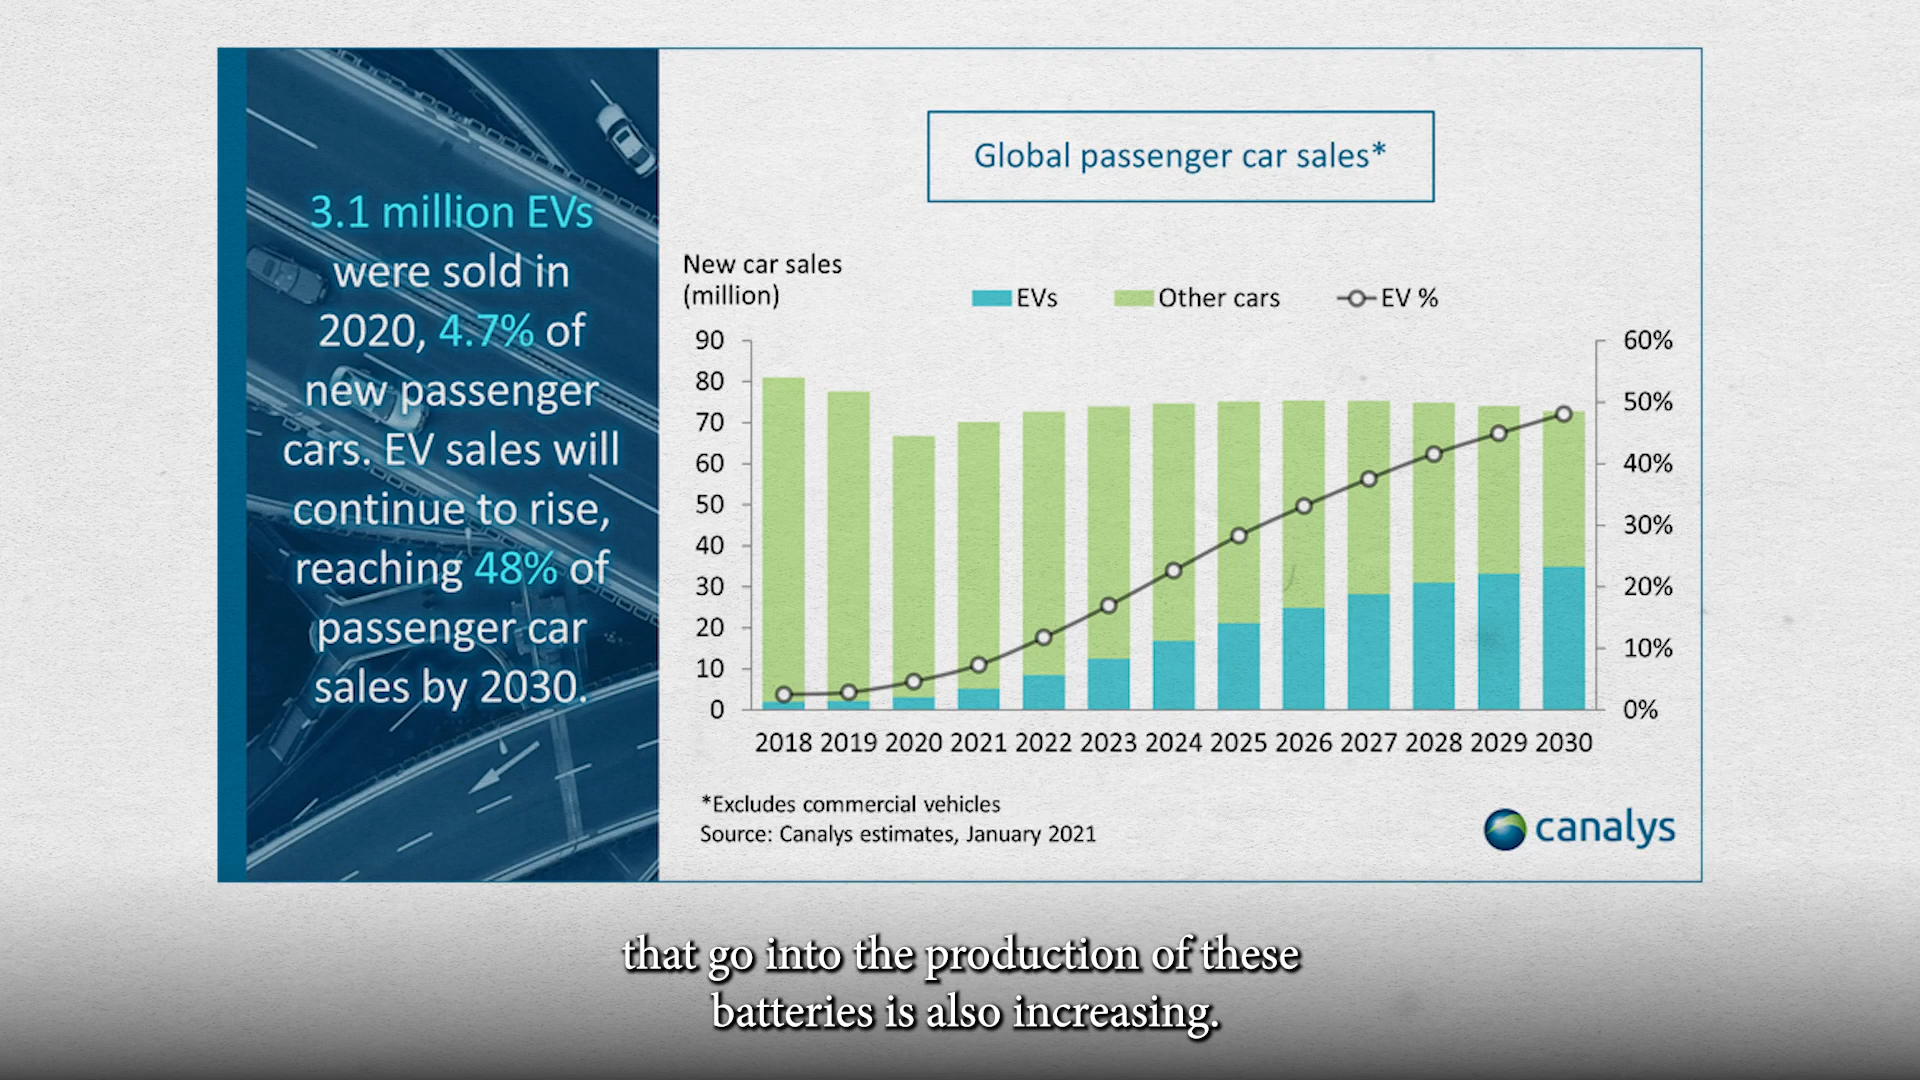 3.1 million EVs
were sold in
2020, 4.7% of
new passenger
cars. EV sales will
continue to rise,
reaching 48% of
passenger car
sales by 2030.
Global passenger car sales*
New car sales
(million)
EVs Other cars EV %
90
80
70
60
50
40
30
20
10
0
60%
50%
40%
30%
20%
10%
0%
2018 2019 2020 2021 2022 2023 2024 2025 2026 2027 2028 2029 2030
*Excludes commercial vehicles
Source: Canalys estimates, January 2021
canalys
that go into the production of these
batteries is also increasing.